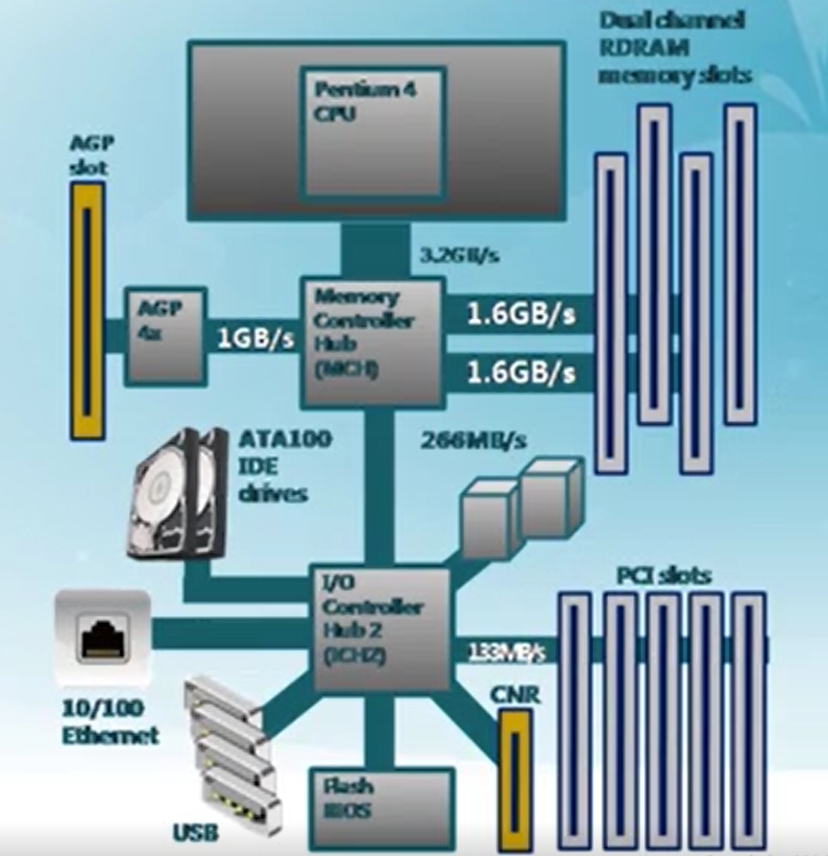 Dual channel
RDRAM
memory slots
Pentium 4
CPU
AGP
slot
3.2GB/s
AGP
4x
1GB/s
Memory
Controller
Hub
(MCH)
1.6GB/s
1.6GB/s
ATA100
IDE
drives
266MB/s
I/O
Controller
Hub 2
(ICH2)
PCI slots
133MB/s
10/100
Ethernet
CNR
USB
Flash
BIOS